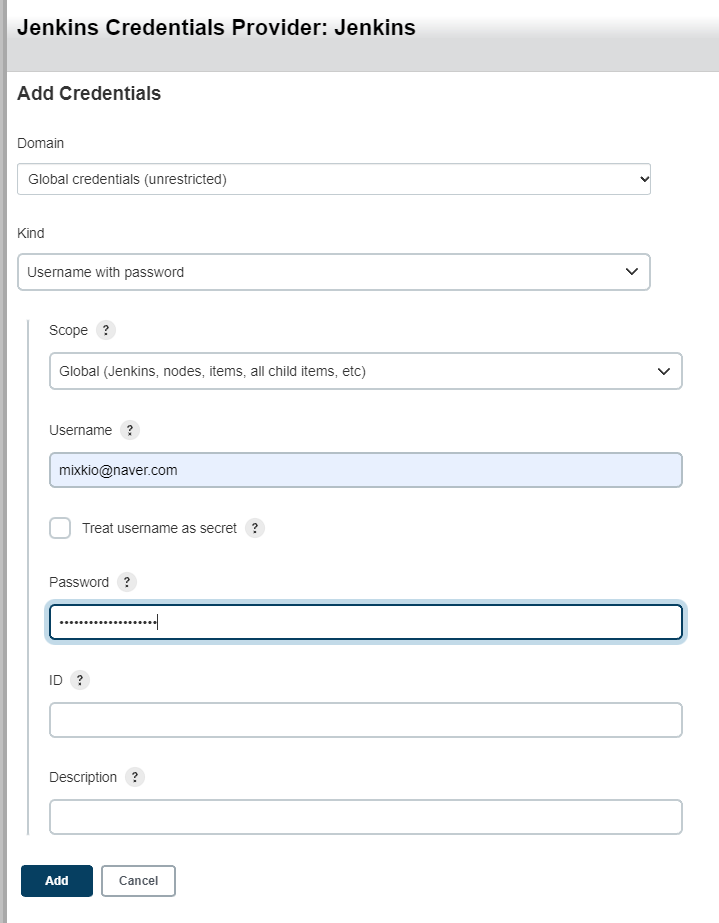 Jenkins Credentials Provider: Jenkins
Add Credentials
Domain
Global credentials (unrestricted)
Kind
Username with password
Scope ?
Global (Jenkins, nodes, items, all child items, etc)
Username ?
mixkio@naver.com
Treat username as secret ?
Password ?
••••••••••••••••••••
ID ?
Description ?
Add Cancel